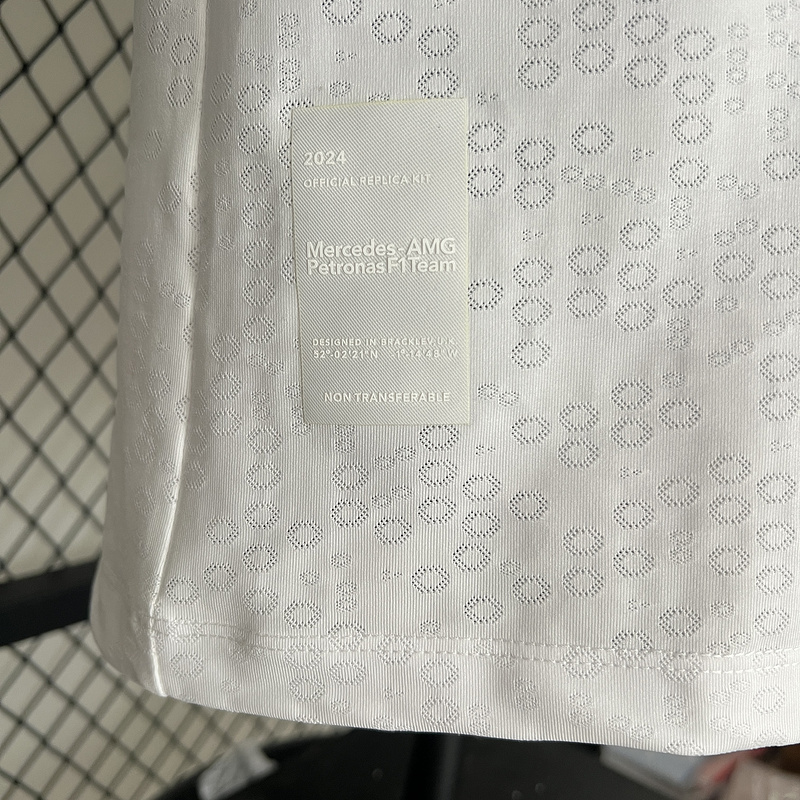 2024
OFFICIAL REPLICA KIT
Mercedes-AMG
Petronas F1 Team
DESIGNED IN BRACKLEY, U.K.
52°-02'21"N 1°-14'48"W
NON TRANSFERABLE